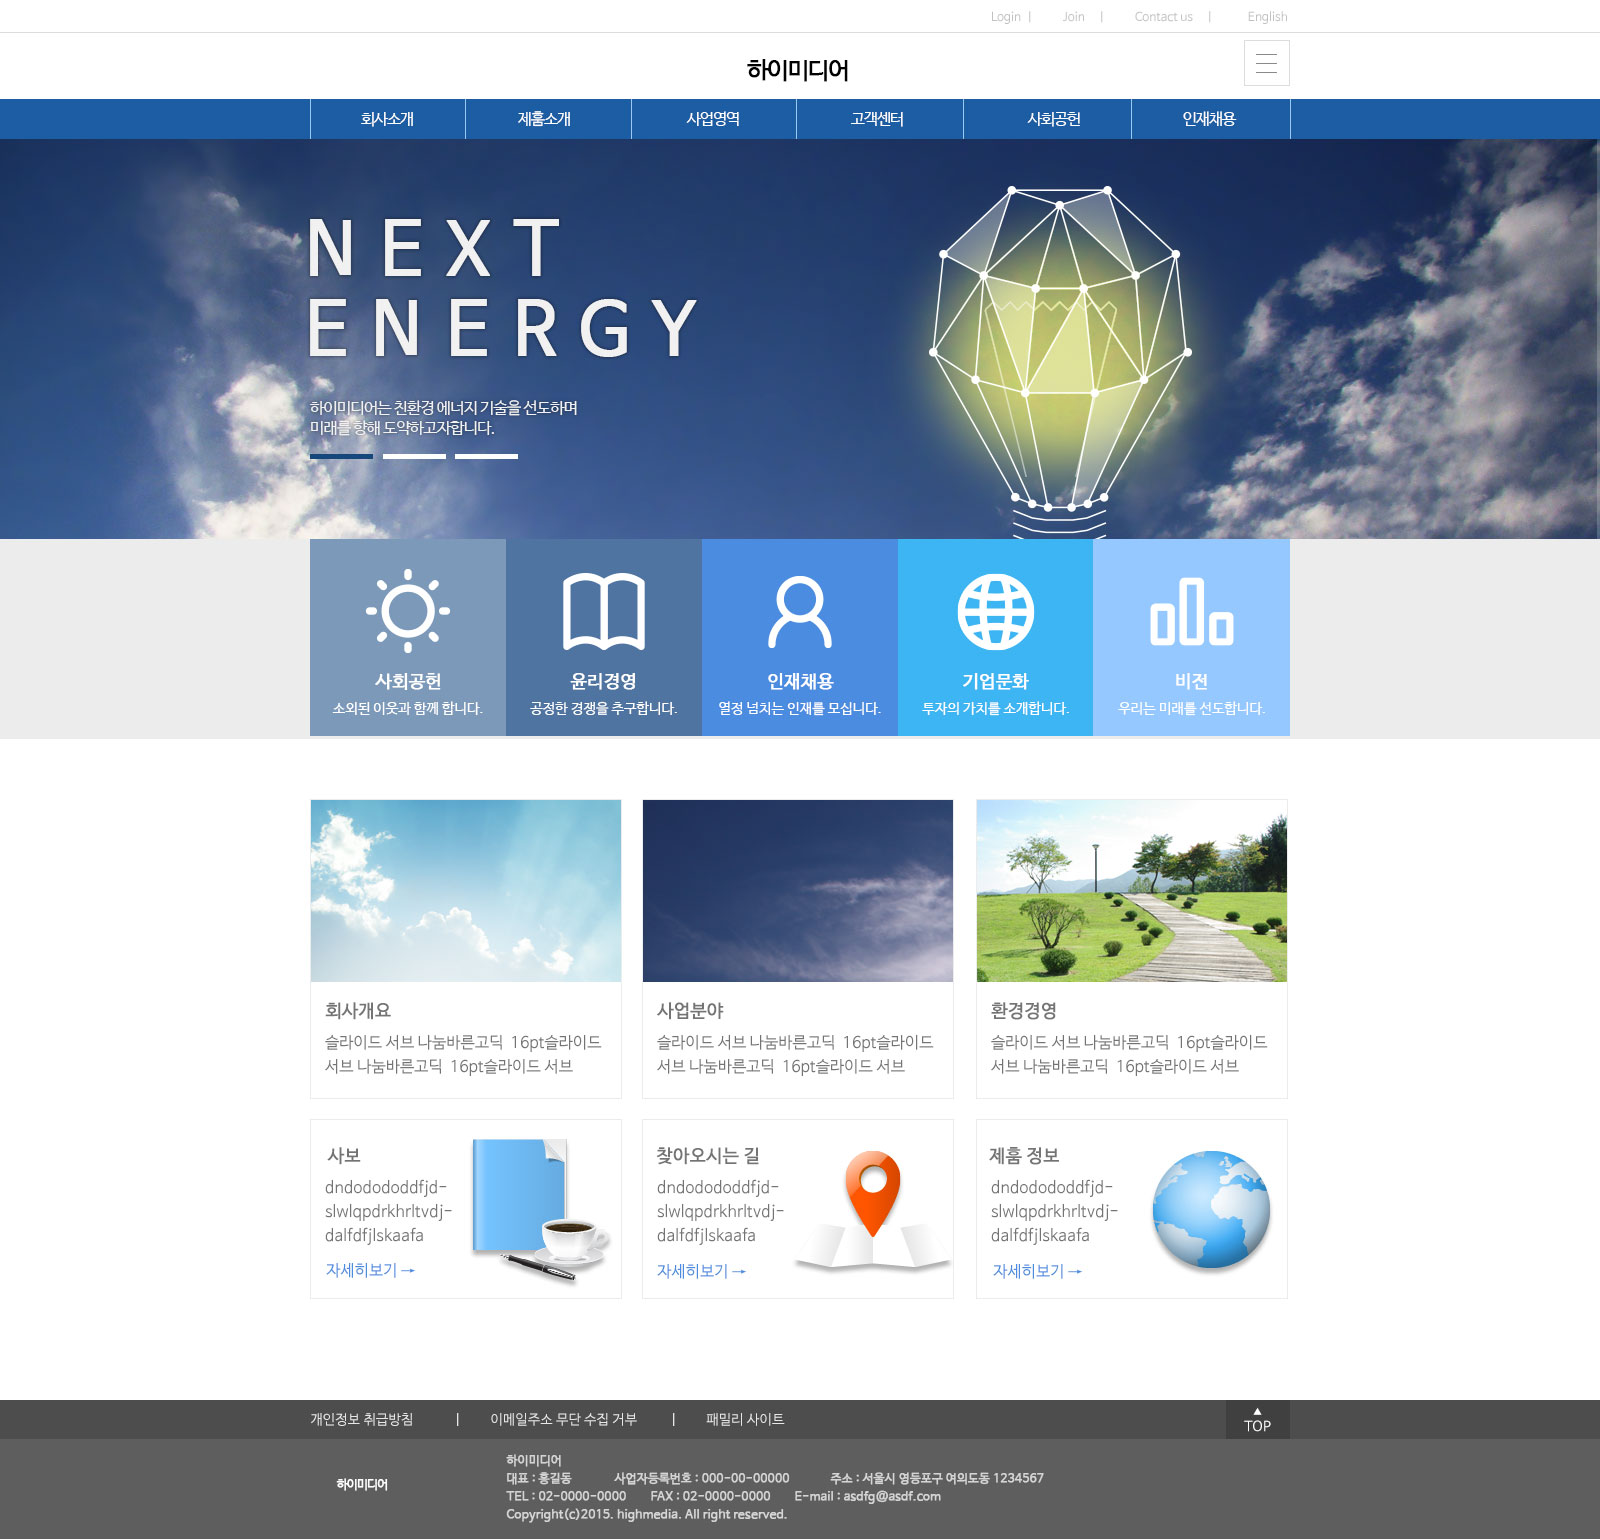 Login | Join | Contact us | English
하이미디어
회사소개 제홈소개 사업영역 고객센터 사회공헌 인재채용
NEXT
ENERGY
하이미디어는 친환경 에너지 기술을 선도하며
미래를 향해 도약하고자합니다.
사회공헌 윤리경영 인재채용 기업문화 비전
소외된 이웃과 함께 합니다. 공정한 경쟁을 추구합니다. 열정 넘치는 인재를 모십니다. 투자의 가치를 소개합니다. 우리는 미래를 선도합니다.
회사개요
슬라이드 서브 나눔바른고딕 16pt슬라이드
서브 나눔바른고딕 16pt슬라이드 서브
사업분야
슬라이드 서브 나눔바른고딕 16pt슬라이드
서브 나눔바른고딕 16pt슬라이드 서브
환경경영
슬라이드 서브 나눔바른고딕 16pt슬라이드
서브 나눔바른고딕 16pt슬라이드 서브
사보
dndodododdfjd-
slwlqpdrkhrltvdj-
dalfdfjlskaafa
자세히보기 →
찾아오시는 길
dndodododdfjd-
slwlqpdrkhrltvdj-
dalfdfjlskaafa
자세히보기 →
제홈 정보
dndodododdfjd-
slwlqpdrkhrltvdj-
dalfdfjlskaafa
자세히보기 →
개인정보 취급방침 | 이메일주소 무단 수집 거부 | 패밀리 사이트
▲
TOP
하이미디어
하이미디어
대표 : 홍길동 사업자등록번호 : 000-00-00000 주소 : 서울시 영등포구 여의도동 1234567
TEL : 02-0000-0000 FAX : 02-0000-0000 E-mail : asdfg@asdf.com
Copyright(c)2015. highmedia. All right reserved.